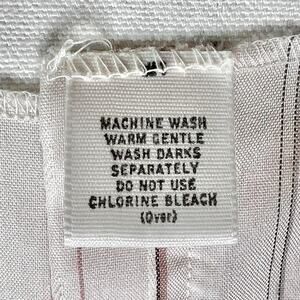 MACHINE WASH
WARM GENTLE
WASH DARKS
SEPARATELY
DO NOT USE
CHLORINE BLEACH
(Over)